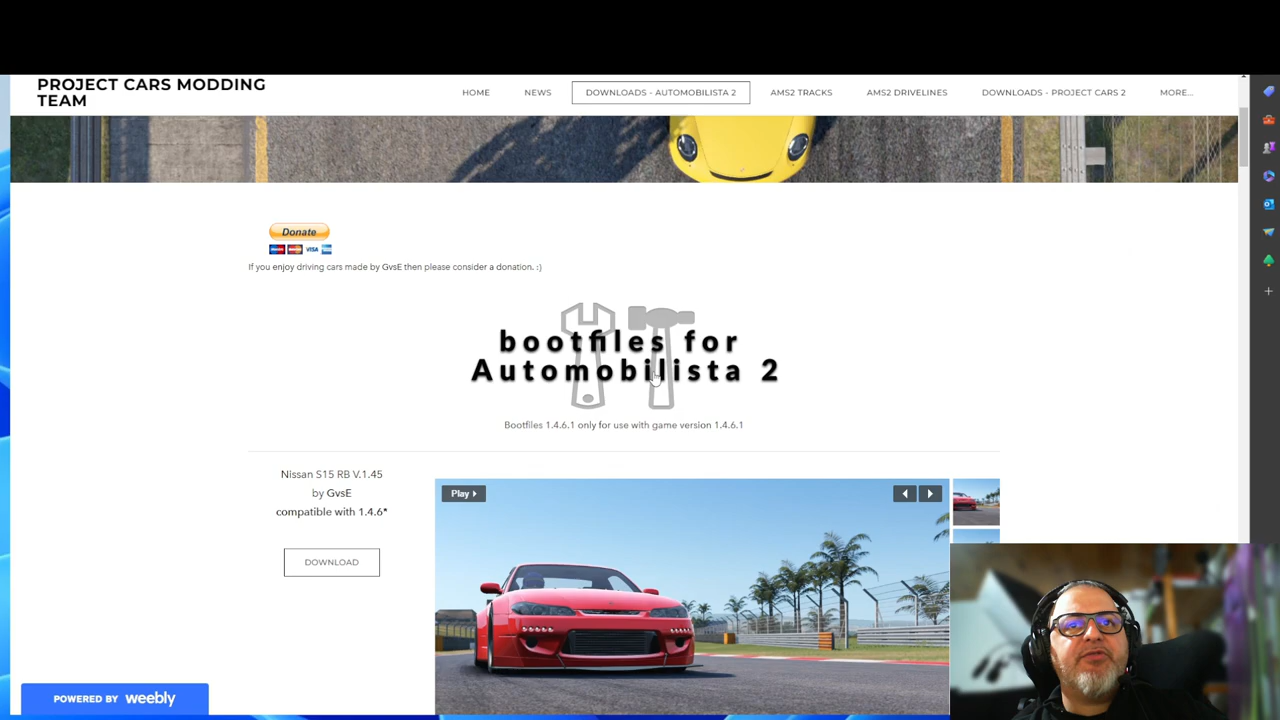 PROJECT CARS MODDING
TEAM
HOME
NEWS
DOWNLOADS - AUTOMOBILISTA 2
AMS2 TRACKS
AMS2 DRIVELINES
DOWNLOADS - PROJECT CARS 2
MORE...
Donate
VISA
If you enjoy driving cars made by GvsE then please consider a donation. :)
bootfiles for
Automobilista 2
Bootfiles 1.4.6.1 only for use with game version 1.4.6.1
Nissan S15 RB V.1.45
by GvsE
compatible with 1.4.6*
DOWNLOAD
Play
POWERED BY weebly